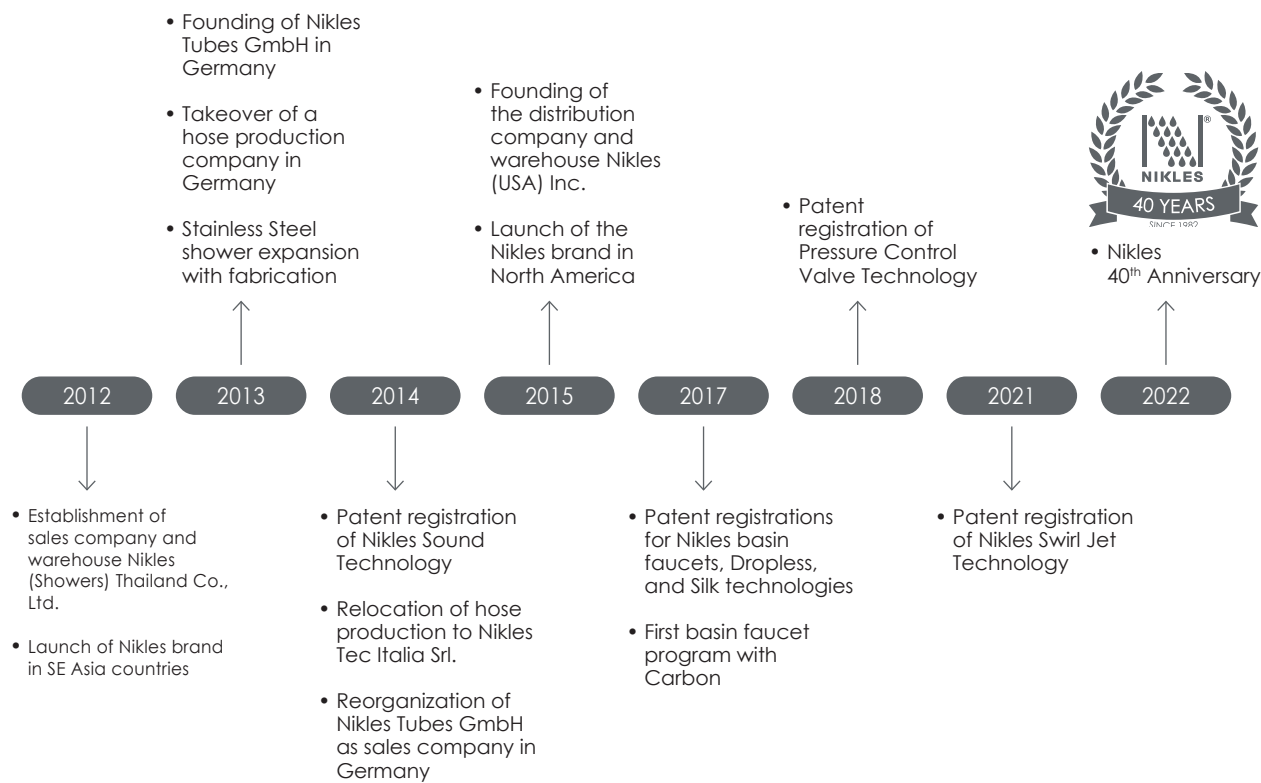 • Founding of Nikles
Tubes GmbH in
Germany
• Takeover of a
hose production
company in
Germany
• Stainless Steel
shower expansion
with fabrication
• Founding of
the distribution
company and
warehouse Nikles
(USA) Inc.
• Launch of the
Nikles brand in
North America
• Patent
registration of
Pressure Control
Valve Technology
N®
NIKLES
40 YEARS
SINCE 1982
• Nikles
40th Anniversary
2012
2013
2014
2015
2017
2018
2021
2022
• Establishment of
sales company and
warehouse Nikles
(Showers) Thailand Co.,
Ltd.
• Launch of Nikles brand
in SE Asia countries
• Patent registration
of Nikles Sound
Technology
• Relocation of hose
production to Nikles
Tec Italia Srl.
• Reorganization of
Nikles Tubes GmbH
as sales company in
Germany
• Patent registrations
for Nikles basin
faucets, Dropless,
and Silk technologies
• First basin faucet
program with
Carbon
• Patent registration
of Nikles Swirl Jet
Technology